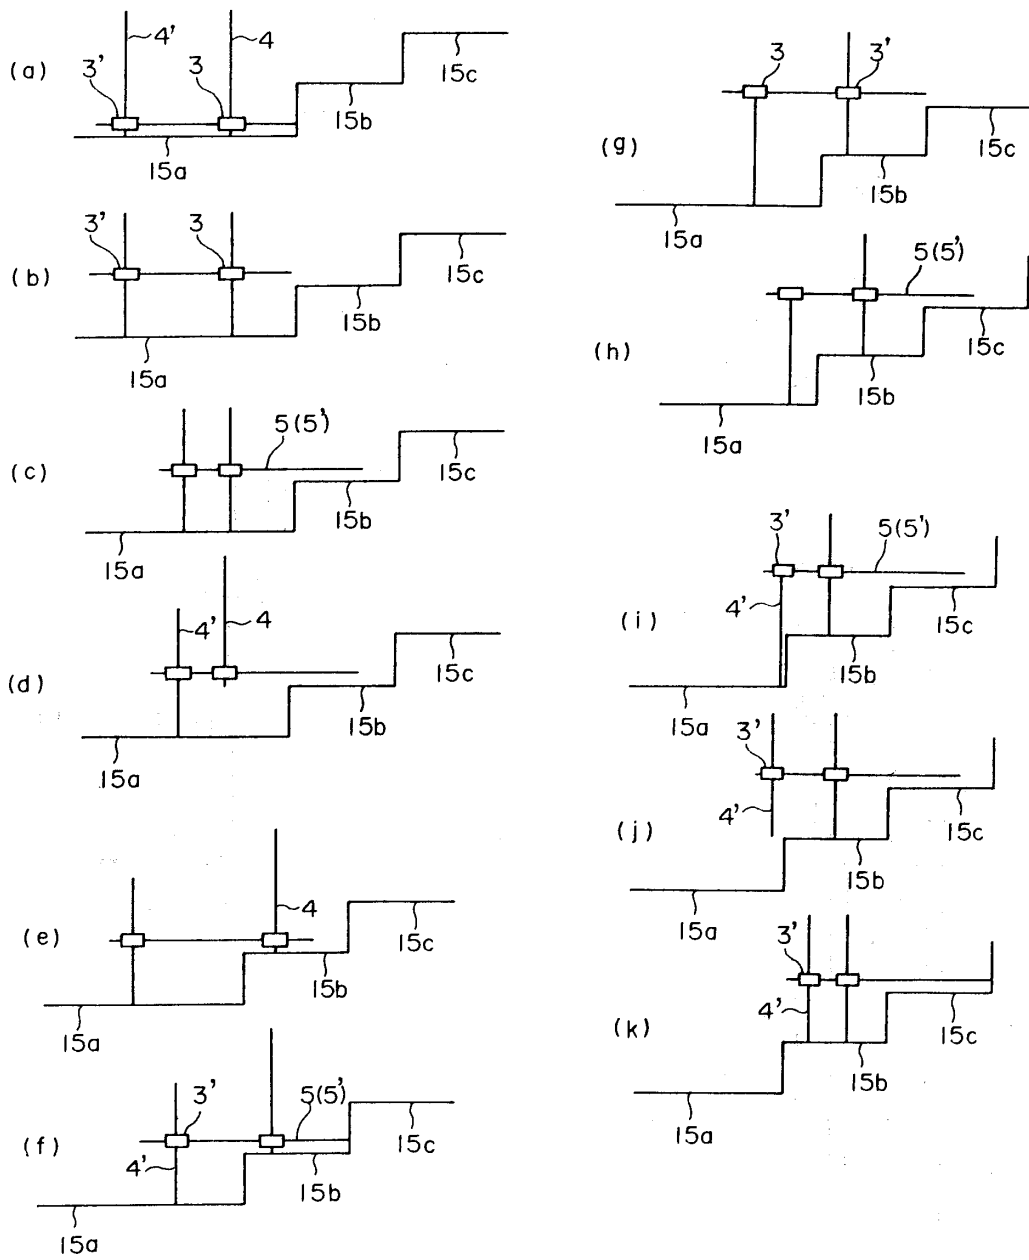 (a) 3' 4' 3 4 15a 15b 15c
(b) 3' 3 15a 15b 15c
(c) 5(5') 15a 15b 15c
(d) 4' 4 15a 15b 15c
(e) 4 15a 15b 15c
(f) 3' 4' 5(5') 15a 15b 15c
(g) 3 3' 15a 15b 15c
(h) 5(5') 15a 15b 15c
(i) 3' 4' 5(5') 15a 15b 15c
(j) 3' 4' 15a 15b 15c
(k) 3' 4' 15a 15b 15c